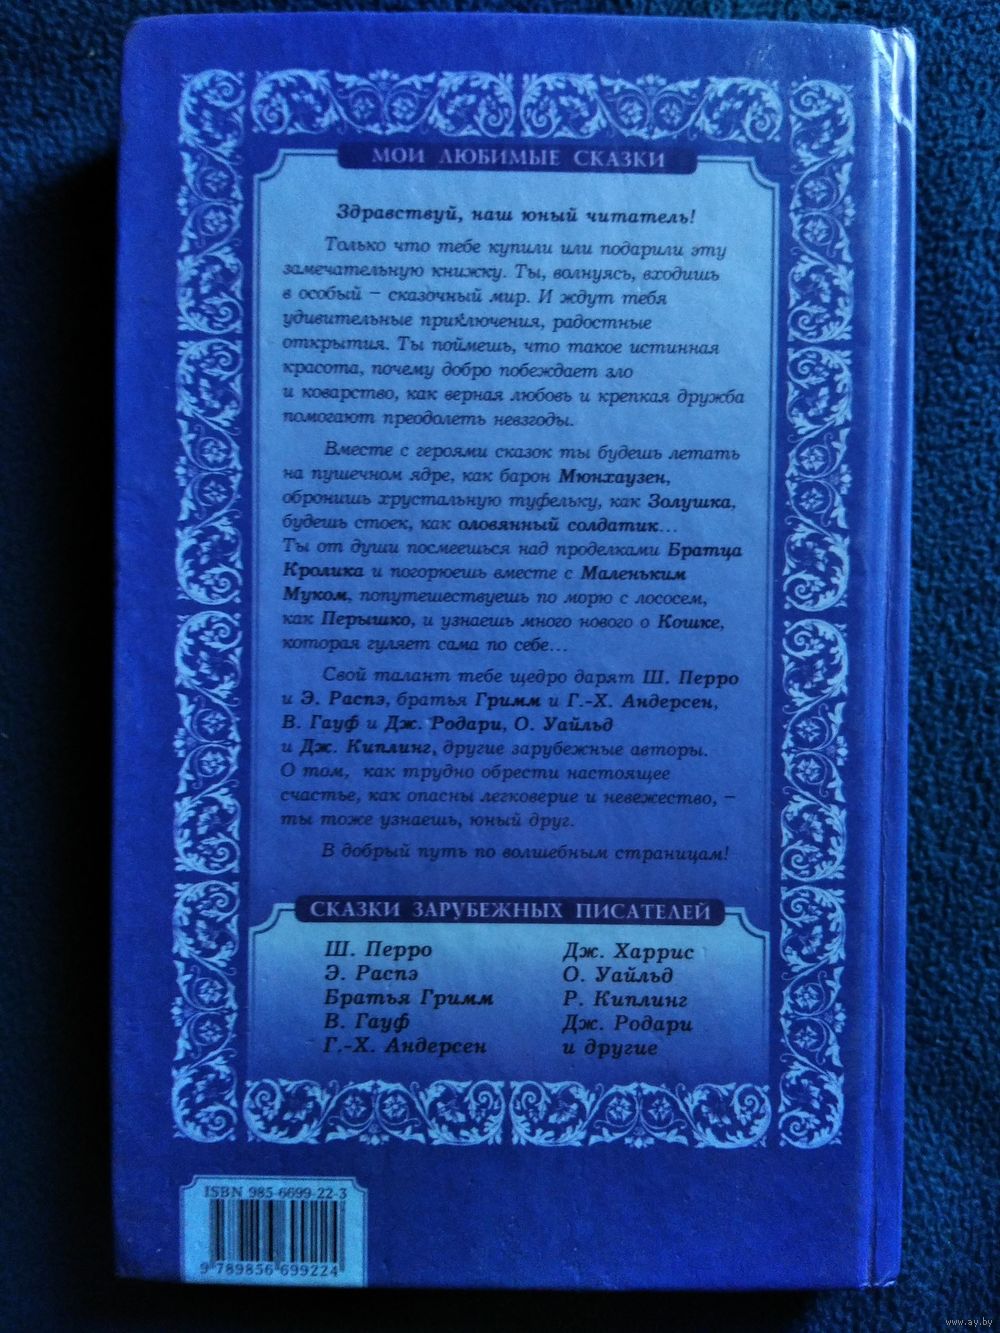 МОИ ЛЮБИМЫЕ СКАЗКИ
Здравствуй, наш юный читатель!
Только что тебе купили или подарили эту
замечательную книжку. Ты, волнуясь, входишь
в особый – сказочный мир. И ждут тебя
удивительные приключения, радостные
открытия. Ты поймешь, что такое истинная
красота, почему добро побеждает зло
и коварство, как верная любовь и крепкая дружба
помогают преодолеть невзгоды.
Вместе с героями сказок ты будешь летать
на пушечном ядре, как барон Мюнхаузен,
обронишь хрустальную туфельку, как Золушка,
будешь стоек, как оловянный солдатик...
Ты от души посмеешься над проделками Братца
Кролика и погорюешь вместе с Маленьким
Муком, попутешествуешь по морю с лососем,
как Перышко, и узнаешь много нового о Кошке,
которая гуляет сама по себе...
Свой талант тебе щедро дарят Ш. Перро
и Э. Распэ, братья Гримм и Г.-Х. Андерсен,
В. Гауф и Дж. Родари, О. Уайльд
и Дж. Киплинг, другие зарубежные авторы.
О том, как трудно обрести настоящее
счастье, как опасны легковерие и невежество, –
ты тоже узнаешь, юный друг.
В добрый путь по волшебным страницам!
СКАЗКИ ЗАРУБЕЖНЫХ ПИСАТЕЛЕЙ
Ш. Перро
Э. Распэ
Братья Гримм
В. Гауф
Г.-Х. Андерсен
Дж. Харрис
О. Уайльд
Р. Киплинг
Дж. Родари
и другие
ISBN 985-6699-22-3
9 789856 699224
www.ay.by